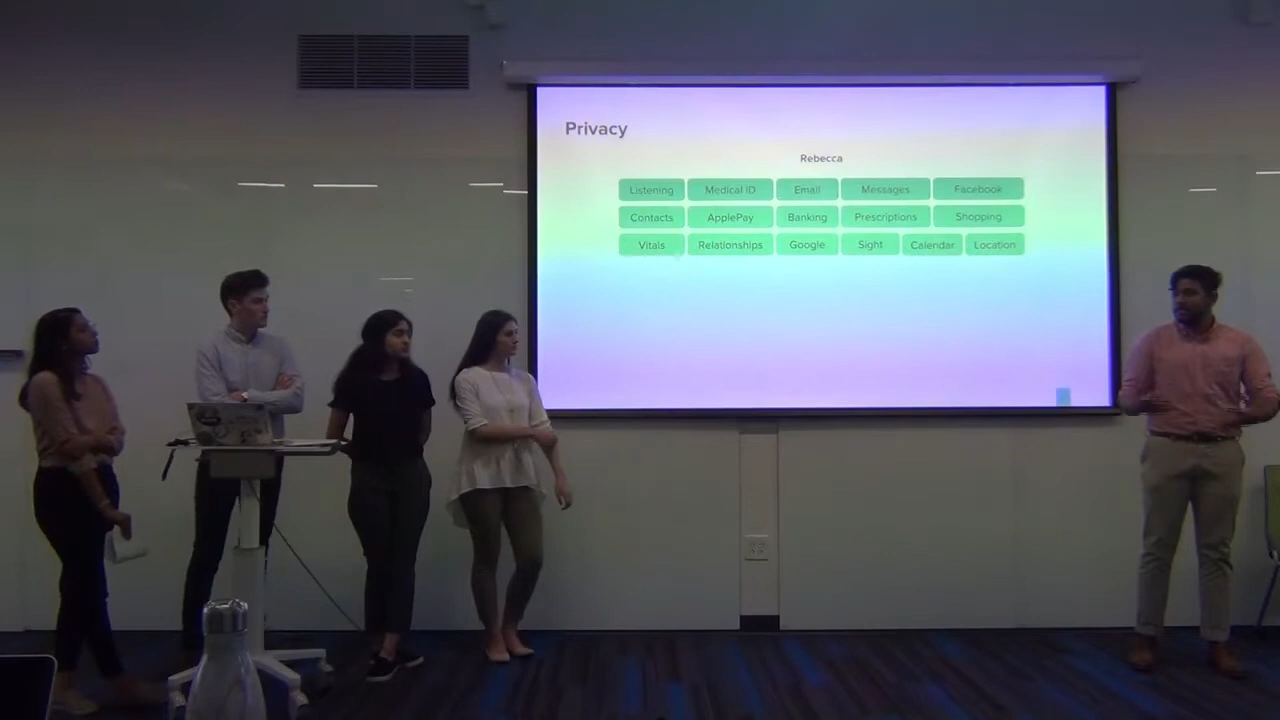 Privacy
Rebecca
Listening Medical ID Email Messages Facebook
Contacts ApplePay Banking Prescriptions Shopping
Vitals Relationships Google Sight Calendar Location